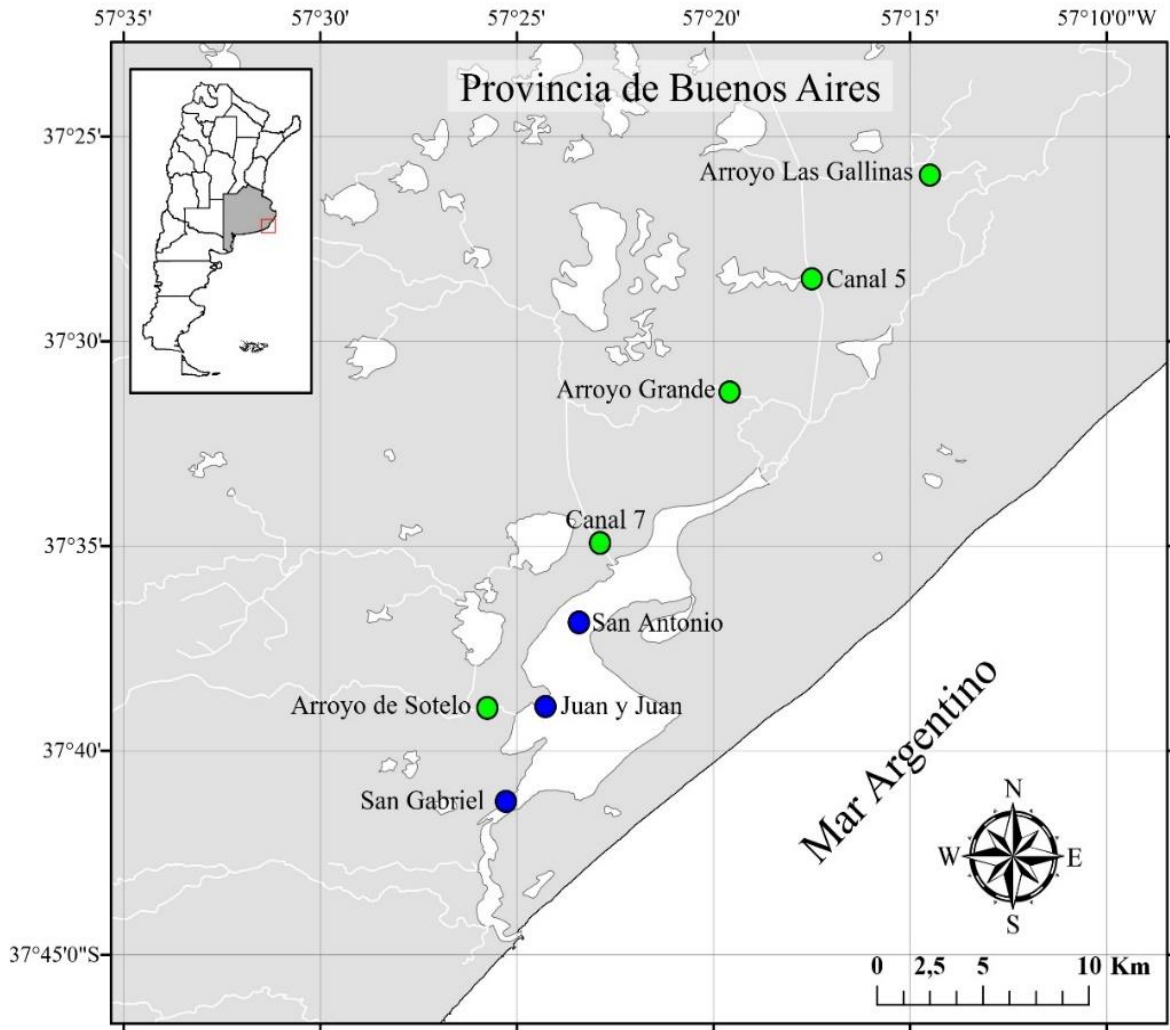 57°35' 57°30' 57°25' 57°20' 57°15' 57°10'0"W
Provincia de Buenos Aires
37°25'
Arroyo Las Gallinas
Canal 5
37°30'
Arroyo Grande
Canal 7
37°35'
San Antonio
Arroyo de Sotelo
Juan y Juan
37°40'
San Gabriel
Mar Argentino
N
W E
S
37°45'0"S
0 2,5 5 10 Km